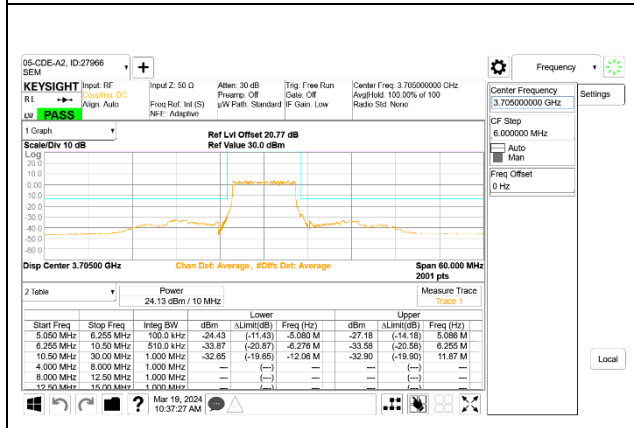 05-CDE-A2, ID:27966
SEM
Frequency
KEYSIGHT Input: RF Input Z: 50 Ω Atten: 30 dB Trig: Free Run Center Freq: 3.705000000 GHz
R L Coupling: DC Preamp: Off Gate: Off Avg|Hold: 100.00% of 100
Align: Auto Freq Ref: Int (S) µW Path: Standard IF Gain: Low Radio Std: None
PASS NFE: Adaptive
Center Frequency
3.705000000 GHz
Settings
CF Step
6.000000 MHz
Auto
Man
Freq Offset
0 Hz
1 Graph
Ref Lvl Offset 20.77 dB
Scale/Div 10 dB Ref Value 30.0 dBm
Log
20.0
10.0
0.00
-10.0
-20.0
-30.0
-40.0
-50.0
-60.0
Disp Center 3.70500 GHz Chan Det: Average , #Offs Det: Average Span 60.000 MHz
2001 pts
2 Table Power Measure Trace
24.13 dBm / 10 MHz Trace 1
Lower Upper
Start Freq Stop Freq Integ BW dBm ΔLimit(dB) Freq (Hz) dBm ΔLimit(dB) Freq (Hz)
5.050 MHz 6.255 MHz 100.0 kHz -24.43 (-11.43) -5.080 M -27.18 (-14.18) 5.086 M
6.255 MHz 10.50 MHz 510.0 kHz -33.87 (-20.87) -6.276 M -33.58 (-20.58) 6.255 M
10.50 MHz 30.00 MHz 1.000 MHz -32.65 (-19.65) -12.06 M -32.90 (-19.90) 11.87 M
4.000 MHz 8.000 MHz 1.000 MHz --- (---) --- (---)
8.000 MHz 12.50 MHz 1.000 MHz --- (---) --- (---)
12.50 MHz 15.00 MHz 1.000 MHz --- (---) --- (---)
Local
? Mar 19, 2024
10:37:27 AM